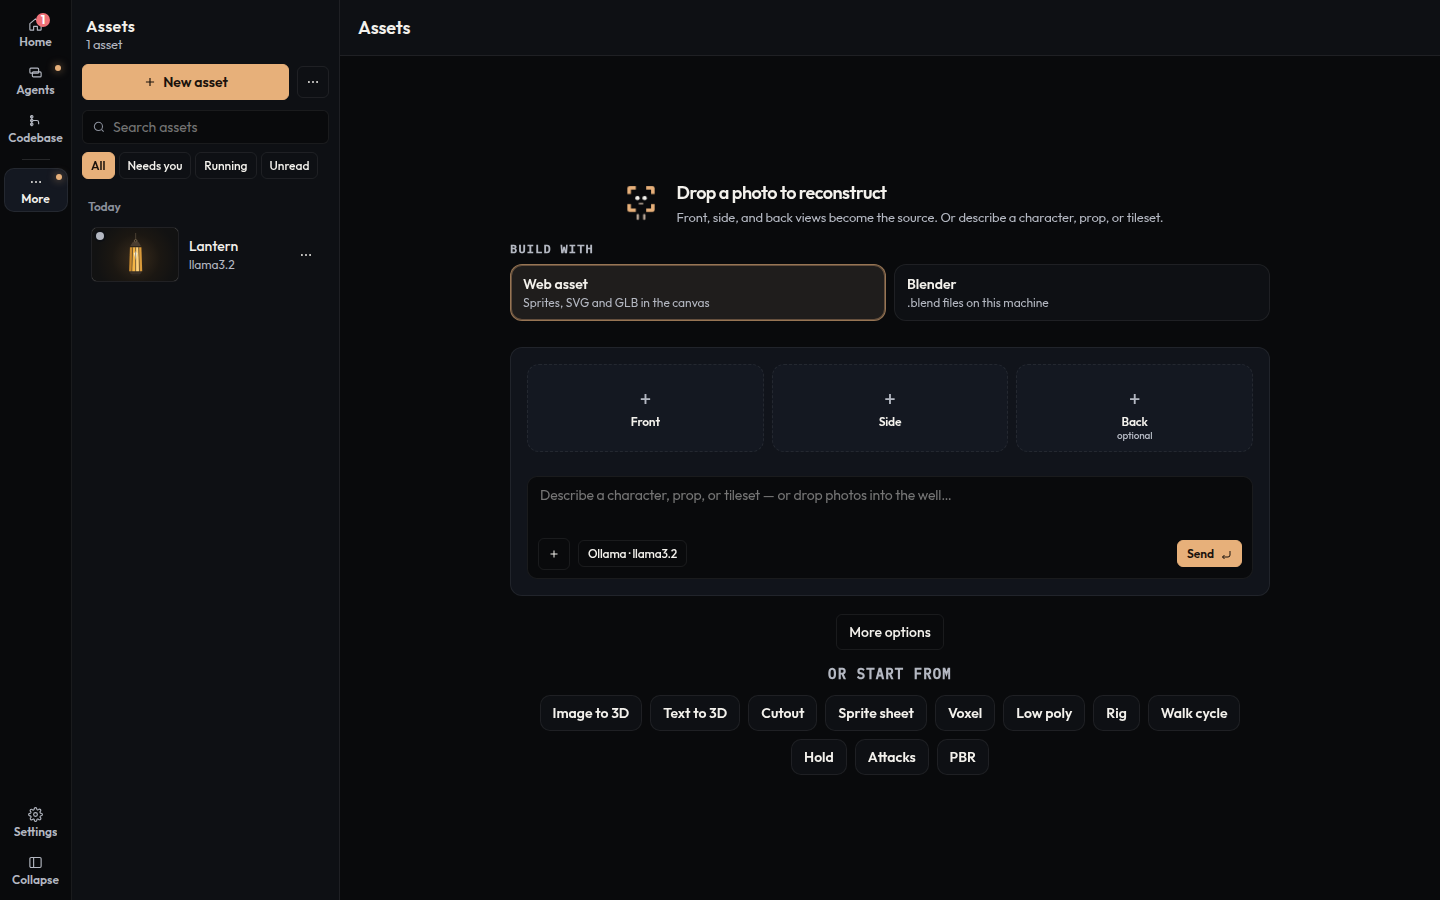 1
Home
Agents
Codebase
More
Settings
Collapse
Assets
1 asset
New asset
Search assets
All
Needs you
Running
Unread
Today
Lantern
llama3.2
Assets
Drop a photo to reconstruct
Front, side, and back views become the source. Or describe a character, prop, or tileset.
BUILD WITH
Web asset
Sprites, SVG and GLB in the canvas
Blender
.blend files on this machine
Front
Side
Back
optional
Describe a character, prop, or tileset — or drop photos into the well...
Ollama · llama3.2
Send
More options
OR START FROM
Image to 3D
Text to 3D
Cutout
Sprite sheet
Voxel
Low poly
Rig
Walk cycle
Hold
Attacks
PBR